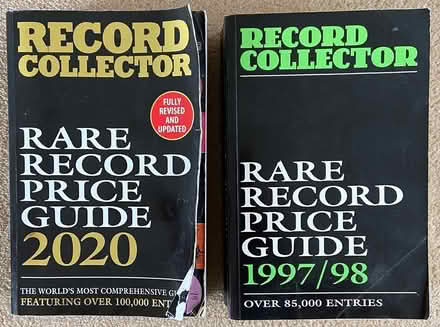 RECORD
COLLECTOR
FULLY
REVISED
AND
UPDATED
RARE
RECORD
PRICE
GUIDE
2020
THE WORLD'S MOST COMPREHENSIVE
FEATURING OVER 100,000
RECORD
COLLECTOR
RARE
RECORD
PRICE
GUIDE
1997/98
OVER 85,000 ENTRIES